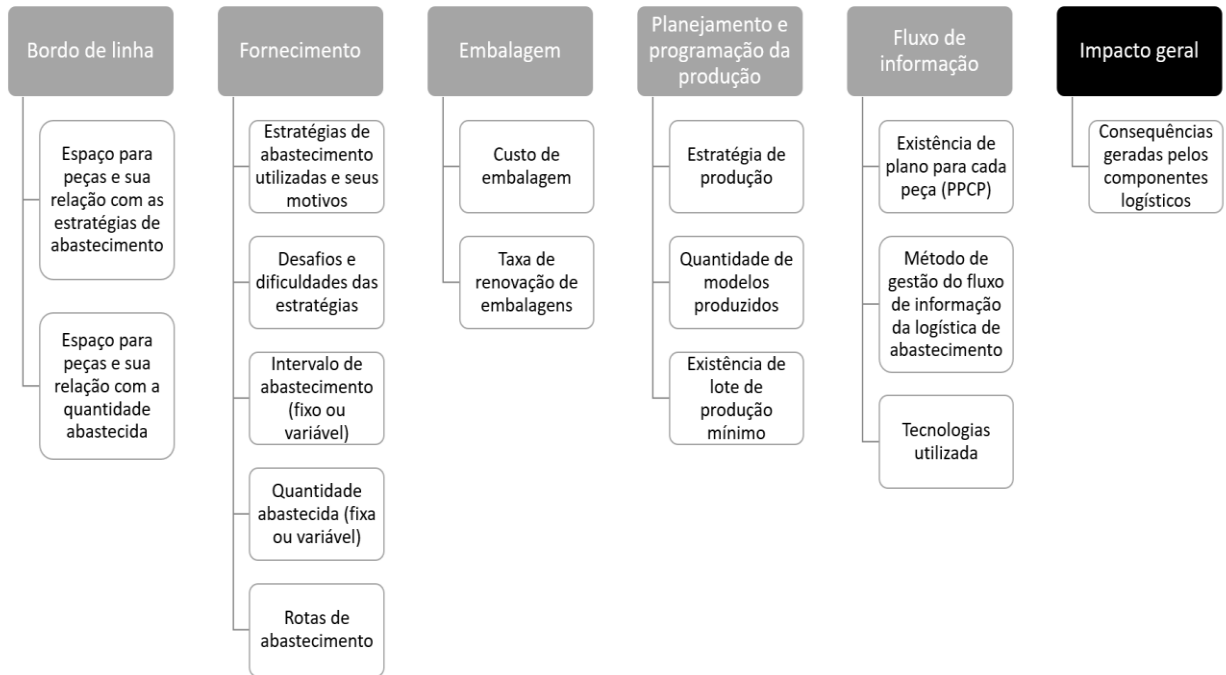 Bordo de linha
Espaço para
peças e sua
relação com as
estratégias de
abastecimento
Espaço para
peças e sua
relação com a
quantidade
abastecida
Fornecimento
Estratégias de
abastecimento
utilizadas e seus
motivos
Desafios e
dificuldades das
estratégias
Intervalo de
abastecimento
(fixo ou
variável)
Quantidade
abastecida (fixa
ou variável)
Rotas de
abastecimento
Embalagem
Custo de
embalagem
Taxa de
renovação de
embalagens
Planejamento e
programação da
produção
Estratégia de
produção
Quantidade de
modelos
produzidos
Existência de
lote de
produção
mínimo
Fluxo de
informação
Existência de
plano para cada
peça (PPCP)
Método de
gestão do fluxo
de informação
da logística de
abastecimento
Tecnologias
utilizada
Impacto geral
Consequências
geradas pelos
componentes
logísticos